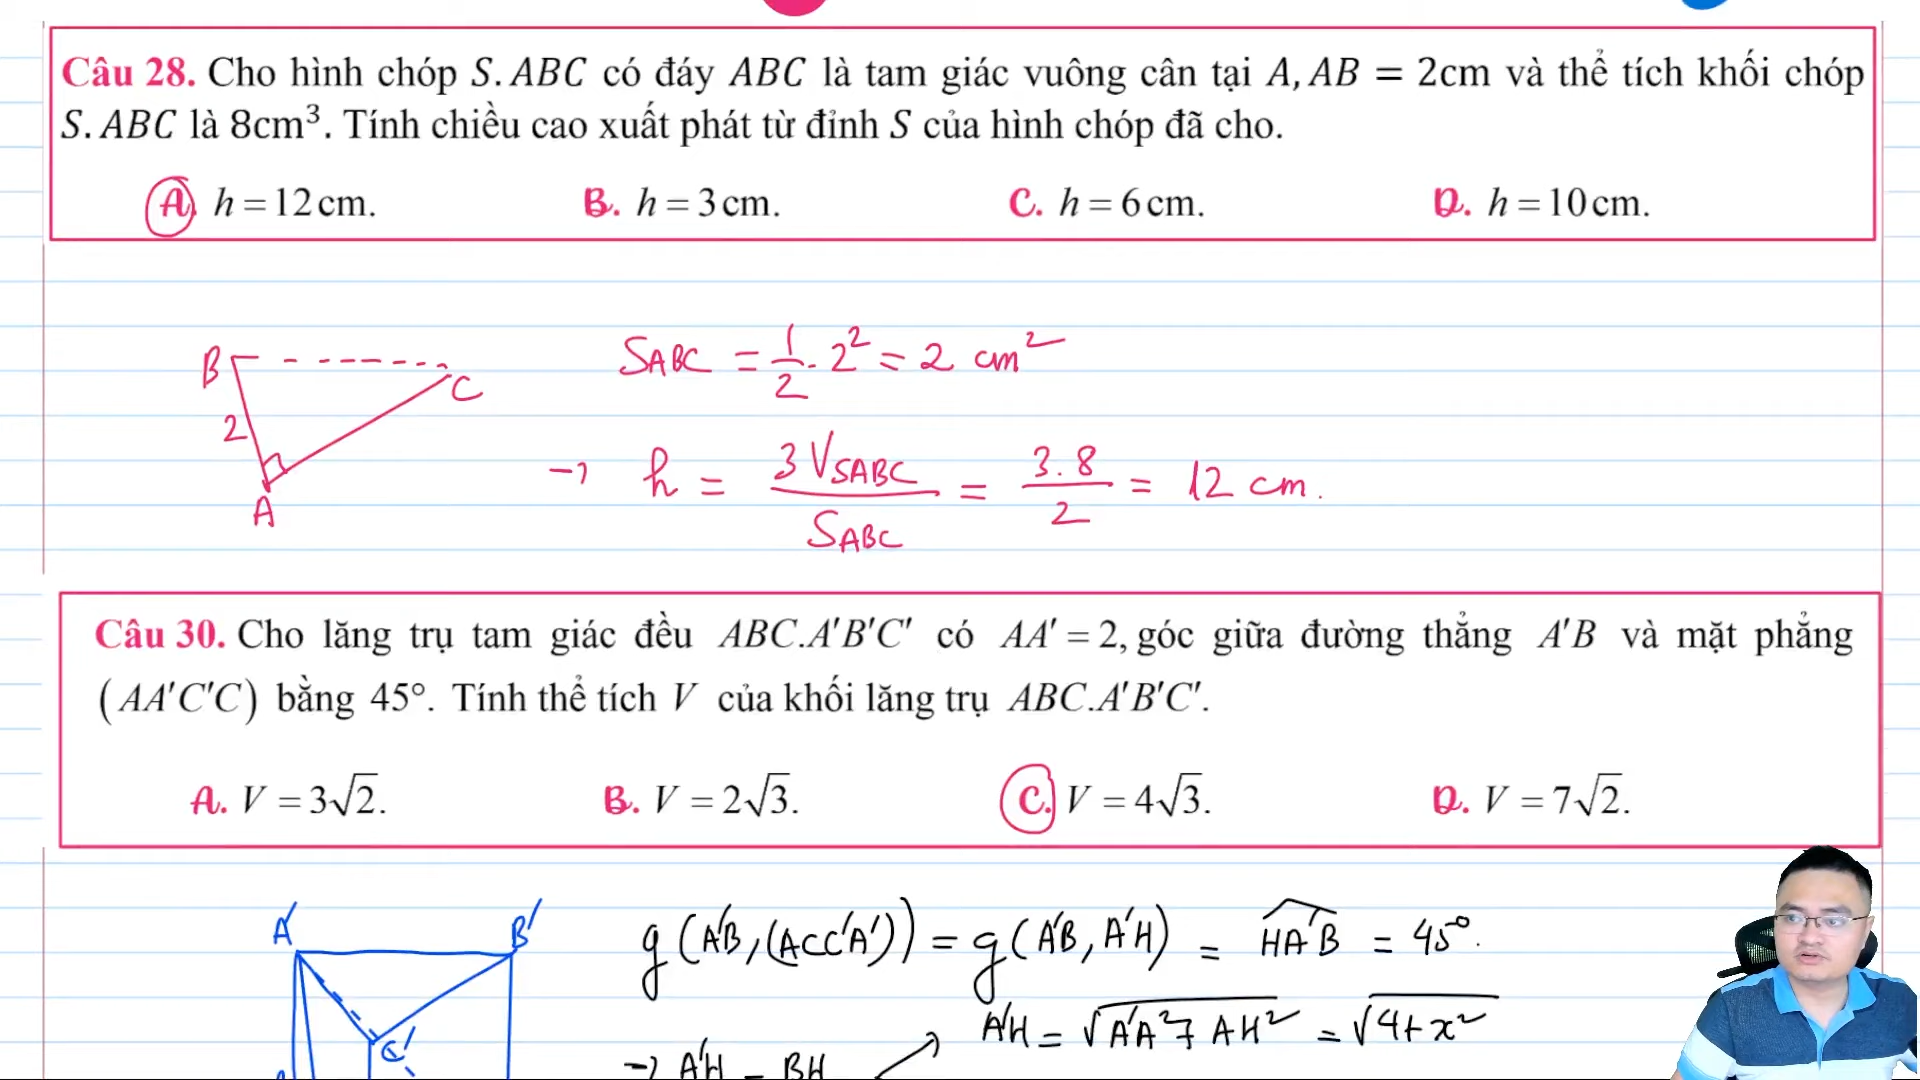 Câu 28. Cho hình chóp S.ABC có đáy ABC là tam giác vuông cân tại A, AB = 2cm và thể tích khối chóp
S.ABC là 8cm³. Tính chiều cao xuất phát từ đỉnh S của hình chóp đã cho.
A. h = 12 cm. B. h = 3 cm. C. h = 6 cm. D. h = 10 cm.
B C
2
A
S_ABC = 1/2 . 2² = 2 cm²
→ h = 3V_SABC / S_ABC = 3.8 / 2 = 12 cm.
Câu 30. Cho lăng trụ tam giác đều ABC.A'B'C' có AA' = 2, góc giữa đường thẳng A'B và mặt phẳng
(AA'C'C) bằng 45°. Tính thể tích V của khối lăng trụ ABC.A'B'C'.
A. V = 3√2. B. V = 2√3. C. V = 4√3. D. V = 7√2.
A' B'
C'
g(A'B, (ACC'A')) = g(A'B, A'H) = HA'B = 45°.
A'H = √(A'A² + AH²) = √(4+x²)
→ A'H = BH